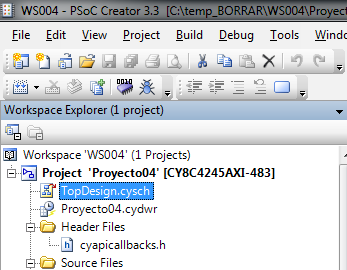 WS004 - PSoC Creator 3.3 [C:\temp_BORRAR\WS004\Proyec
File Edit View Project Build Debug Tools Windo
Workspace Explorer (1 project)
Workspace 'WS004' (1 Projects)
Project 'Proyecto04' [CY8C4245AXI-483]
TopDesign.cysch
Proyecto04.cydwr
Header Files
h cyapicallbacks.h
Source Files